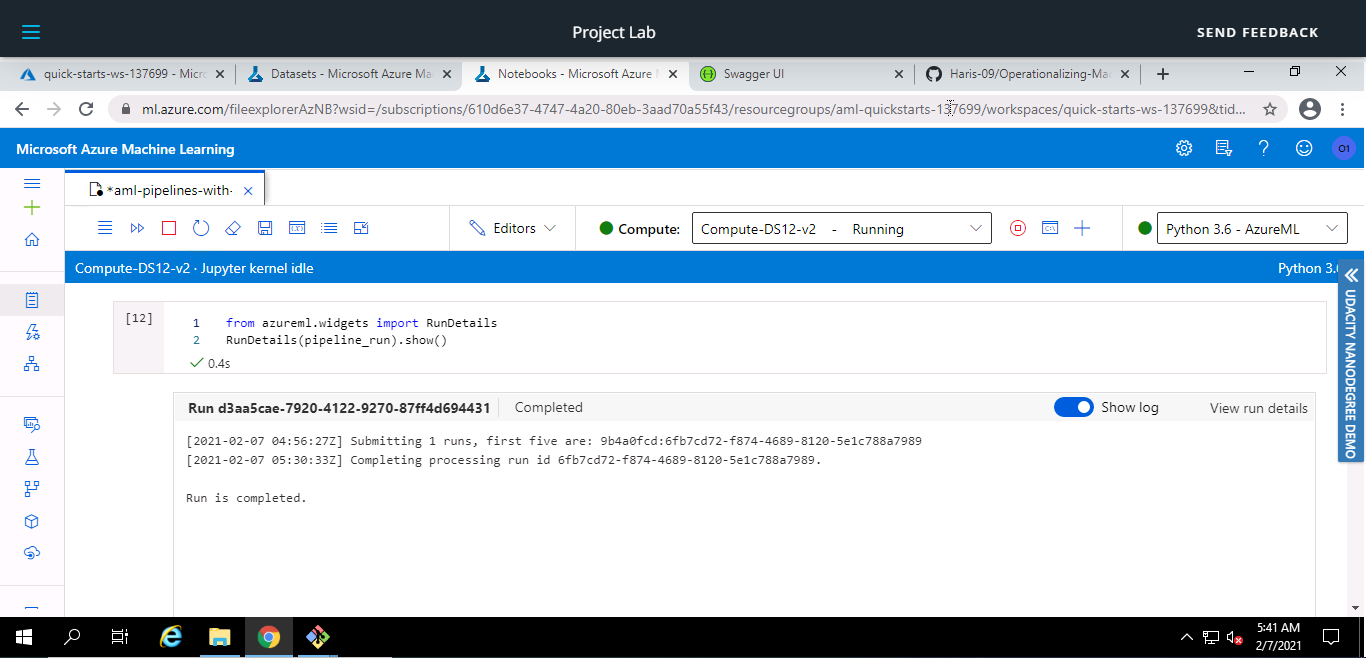 Project Lab
SEND FEEDBACK
quick-starts-ws-137699 - Micro
Datasets - Microsoft Azure Ma
Notebooks - Microsoft Azure M
Swagger UI
Haris-09/Operationalizing-Mac
ml.azure.com/fileexplorerAzNB?wsid=/subscriptions/610d6e37-4747-4a20-80eb-3aad70a55f43/resourcegroups/aml-quickstarts-137699/workspaces/quick-starts-ws-137699&tid...
Microsoft Azure Machine Learning
O1
*aml-pipelines-with-
Editors
Compute:
Compute-DS12-v2 - Running
Python 3.6 - AzureML
Compute-DS12-v2 · Jupyter kernel idle
Python 3.6
UDACITY NANODEGREE DEMO
[12]
1 from azureml.widgets import RunDetails
2 RunDetails(pipeline_run).show()
0.4s
Run d3aa5cae-7920-4122-9270-87ff4d694431
Completed
Show log
View run details
[2021-02-07 04:56:27Z] Submitting 1 runs, first five are: 9b4a0fcd:6fb7cd72-f874-4689-8120-5e1c788a7989
[2021-02-07 05:30:33Z] Completing processing run id 6fb7cd72-f874-4689-8120-5e1c788a7989.
Run is completed.
5:41 AM
2/7/2021